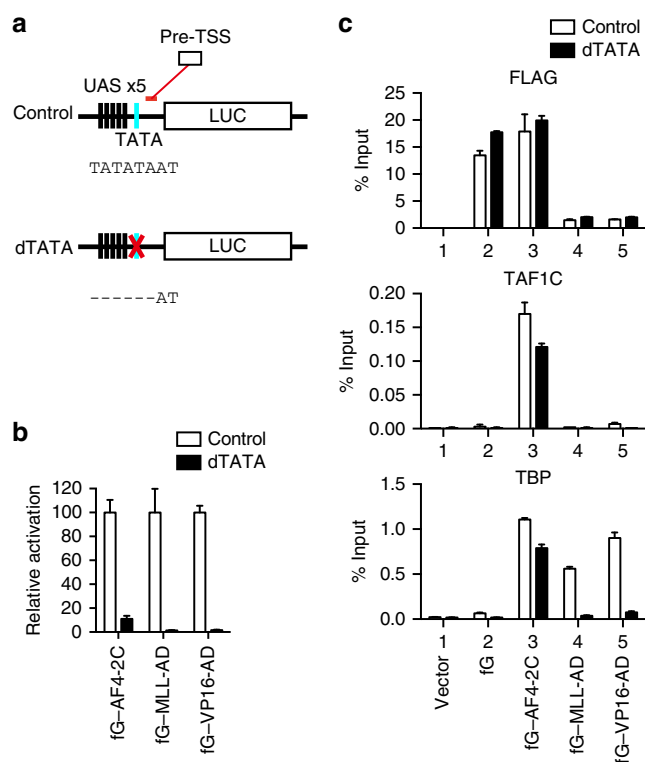 a
Pre-TSS
UAS x5
Control
LUC
TATA
TATATAAT
dTATA
LUC
------AT
b
Control
dTATA
Relative activation
120
100
80
60
40
20
0
fG–AF4-2C
fG–MLL-AD
fG–VP16-AD
c
Control
dTATA
FLAG
% Input
25
20
15
10
5
0
1 2 3 4 5
TAF1C
% Input
0.20
0.15
0.10
0.05
0.00
1 2 3 4 5
TBP
% Input
1.5
1.0
0.5
0.0
1 2 3 4 5
Vector
fG
fG–AF4-2C
fG–MLL-AD
fG–VP16-AD